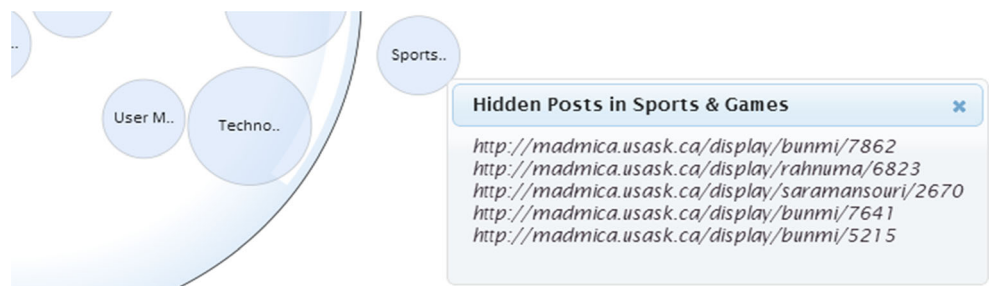 ..
Sports..
User M..
Techno..
Hidden Posts in Sports & Games
http://madmica.usask.ca/display/bunmi/7862
http://madmica.usask.ca/display/rahnuma/6823
http://madmica.usask.ca/display/saramansouri/2670
http://madmica.usask.ca/display/bunmi/7641
http://madmica.usask.ca/display/bunmi/5215